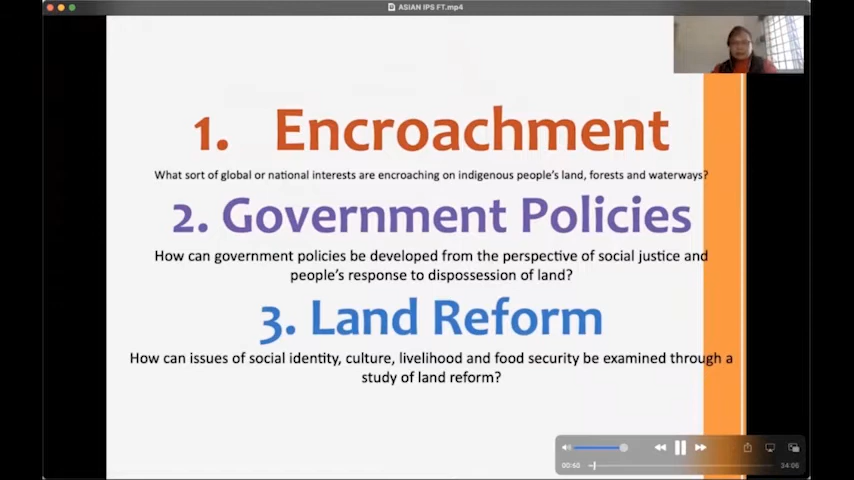 ASIAN IPS FT.mp4
1. Encroachment
What sort of global or national interests are encroaching on indigenous people's land, forests and waterways?
2. Government Policies
How can government policies be developed from the perspective of social justice and
people's response to dispossession of land?
3. Land Reform
How can issues of social identity, culture, livelihood and food security be examined through a
study of land reform?
00:60
34:06